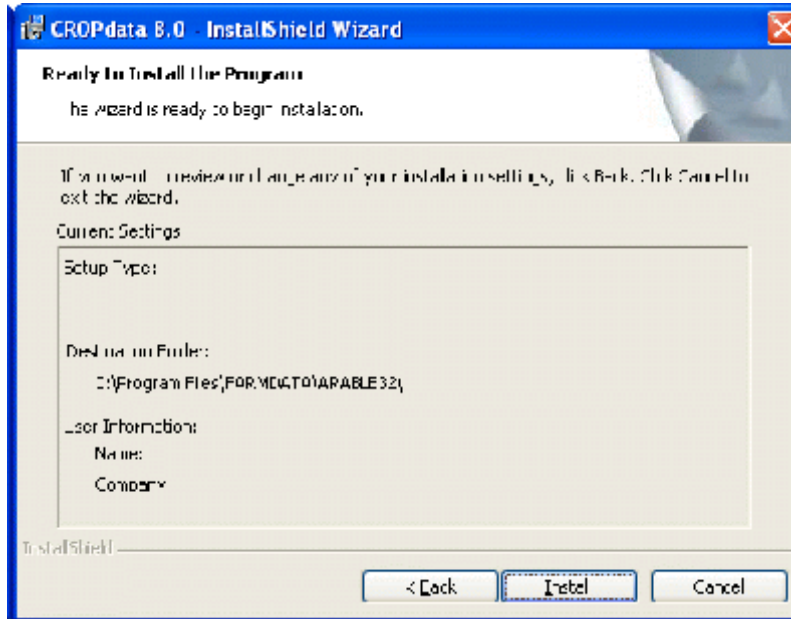 CROPdata 8.0 - InstallShield Wizard
Ready to Install the Program
The wizard is ready to begin installation.
If you want to review or change any of your installation settings, click Back. Click Cancel to
exit the wizard.
Current Settings
Setup Type:
Destination Folder:
C:\Program Files\FARMDATA\ARABLE32\
User Information:
Name:
Company
InstallShield
< Back
Install
Cancel